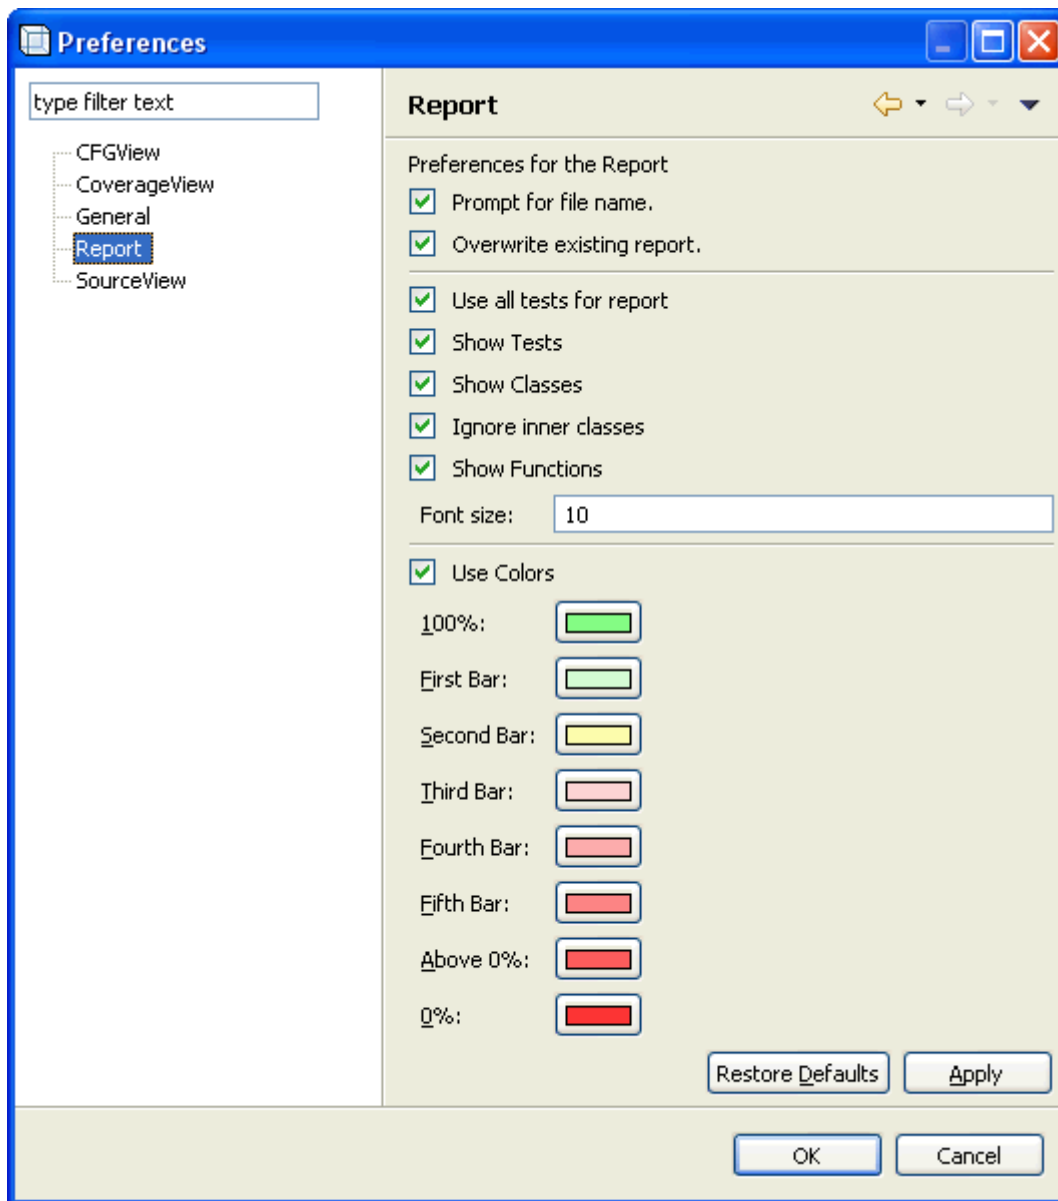 Preferences
type filter text
CFGView
CoverageView
General
Report
SourceView
Report
Preferences for the Report
Prompt for file name.
Overwrite existing report.
Use all tests for report
Show Tests
Show Classes
Ignore inner classes
Show Functions
Font size: 10
Use Colors
100%:
First Bar:
Second Bar:
Third Bar:
Fourth Bar:
Fifth Bar:
Above 0%:
0%:
Restore Defaults Apply
OK Cancel